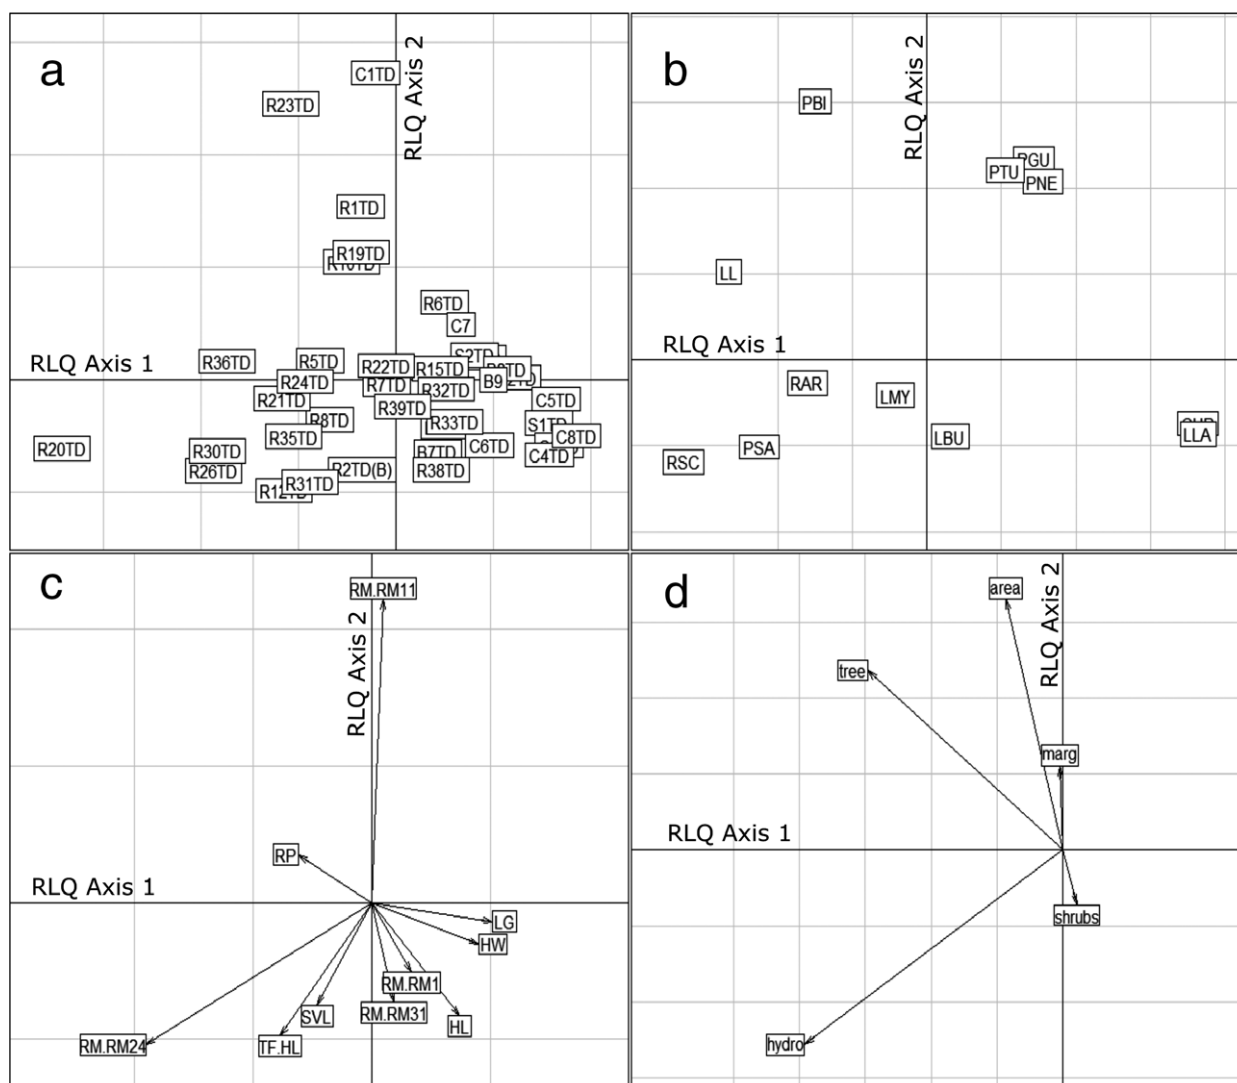 a
C1TD
RLQ Axis 2
R23TD
R1TD
R19TD
R6TD
C7
RLQ Axis 1
S2TD
R36TD
R5TD
R22TD
R15TD
R24TD
R7TD
R32TD
B9
R21TD
R39TD
C5TD
R8TD
R33TD
S1TD
R35TD
C8TD
R20TD
R30TD
B7TD
C6TD
C4TD
R26TD
R2TD(B)
R38TD
R31TD
b
PBI
RLQ Axis 2
PGU
PTU
PNE
LL
RLQ Axis 1
RAR
LMY
LBU
LLA
PSA
RSC
c
RM.RM11
RLQ Axis 2
RP
RLQ Axis 1
LG
HW
RM.RM1
SVL
RM.RM31
HL
RM.RM24
TF.HL
d
area
RLQ Axis 2
tree
marg
RLQ Axis 1
shrubs
hydro